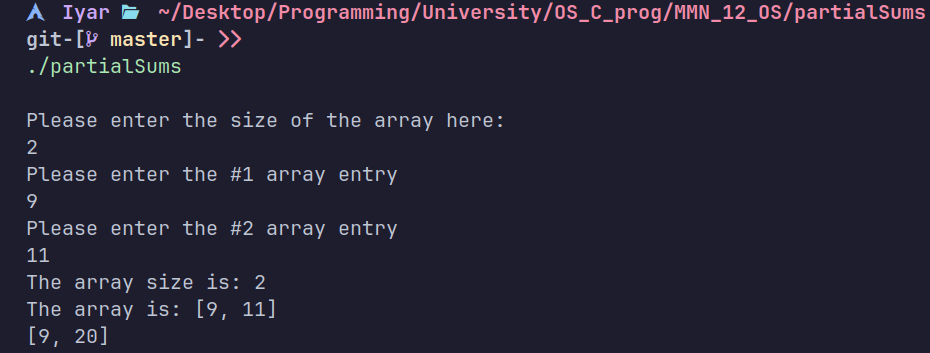 Iyar ~/Desktop/Programming/University/OS_C_prog/MMN_12_OS/partialSums
git-[ master]- >>
./partialSums
Please enter the size of the array here:
2
Please enter the #1 array entry
9
Please enter the #2 array entry
11
The array size is: 2
The array is: [9, 11]
[9, 20]